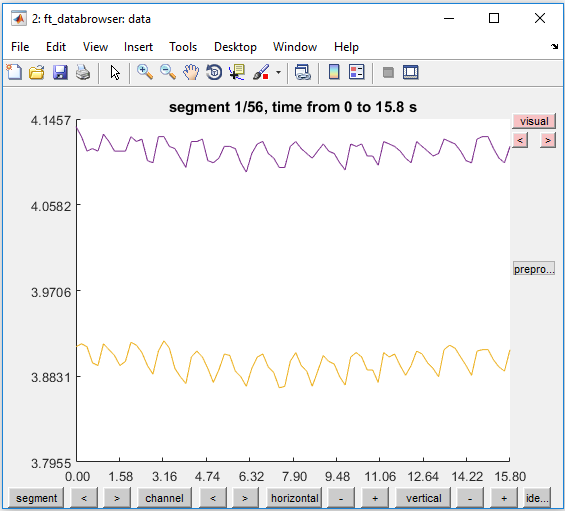 2: ft_databrowser: data
File Edit View Insert Tools Desktop Window Help
segment 1/56, time from 0 to 15.8 s
4.1457
4.0582
3.9706
3.8831
3.7955
0.00 1.58 3.16 4.74 6.32 7.90 9.48 11.06 12.64 14.22 15.80
visual
< >
prepro...
segment < > channel < > horizontal - + vertical - + ide...